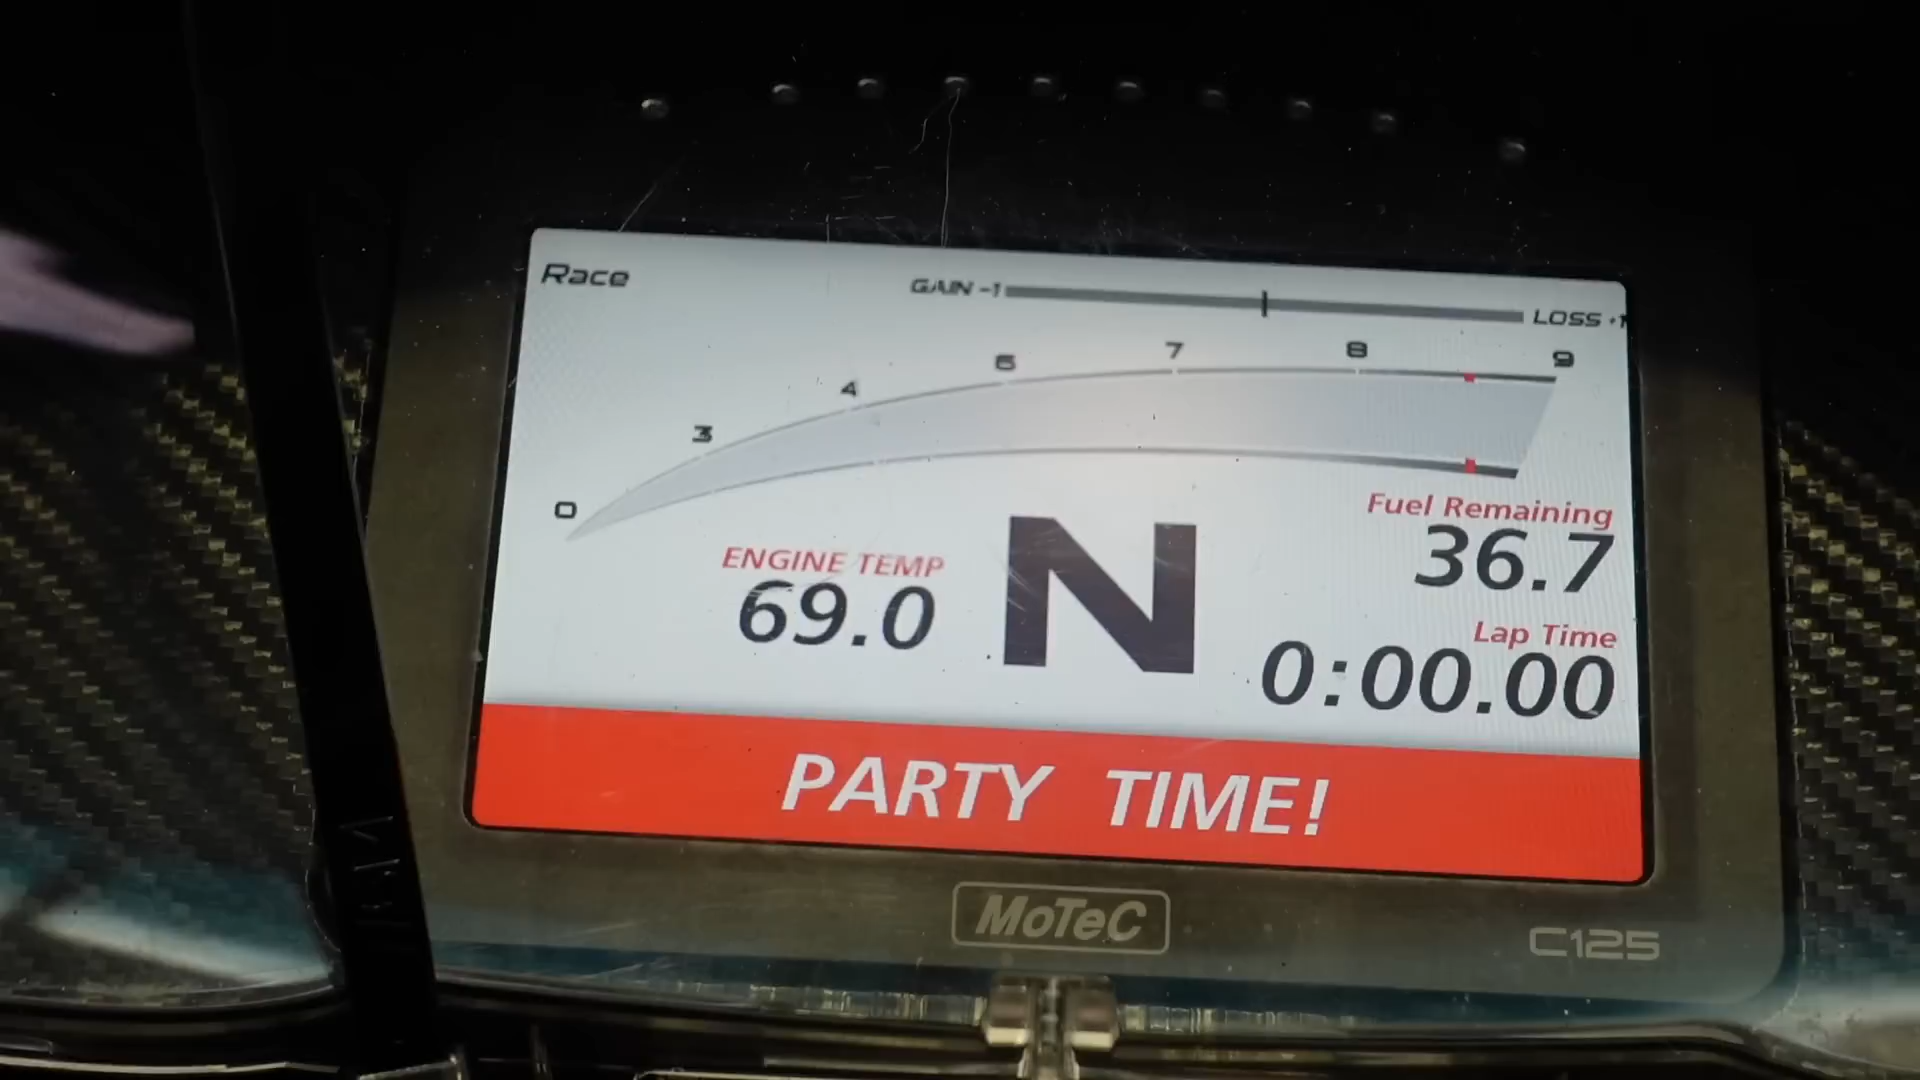 Race
GAIN -1
LOSS +1
0
3
4
6
7
8
9
Fuel Remaining
36.7
ENGINE TEMP
69.0
N
Lap Time
0:00.00
PARTY TIME!
MoTeC
C125